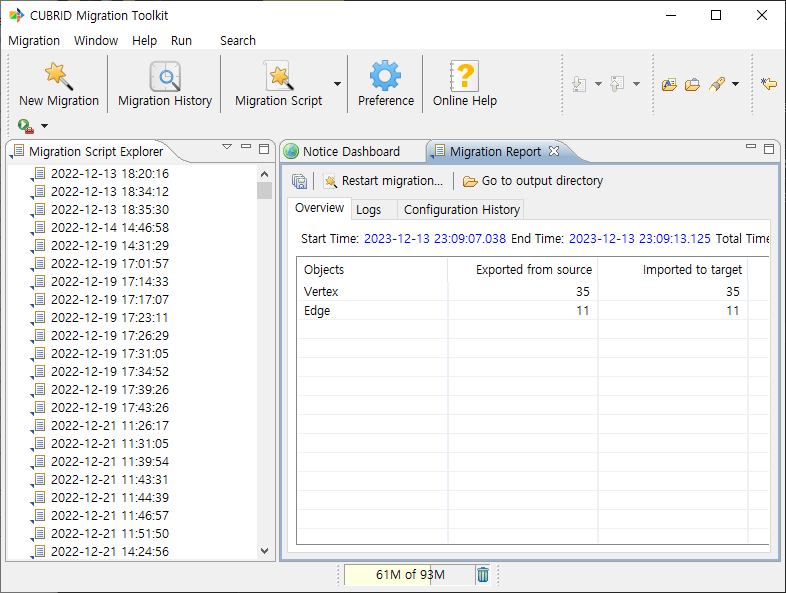 CUBRID Migration Toolkit
Migration Window Help Run Search
New Migration Migration History Migration Script Preference Online Help
Migration Script Explorer
2022-12-13 18:20:16
2022-12-13 18:34:12
2022-12-13 18:35:30
2022-12-14 14:46:58
2022-12-19 14:31:29
2022-12-19 17:01:57
2022-12-19 17:14:33
2022-12-19 17:17:07
2022-12-19 17:23:11
2022-12-19 17:26:29
2022-12-19 17:31:05
2022-12-19 17:34:52
2022-12-19 17:39:26
2022-12-19 17:43:26
2022-12-21 11:26:17
2022-12-21 11:31:05
2022-12-21 11:39:54
2022-12-21 11:43:31
2022-12-21 11:44:39
2022-12-21 11:46:57
2022-12-21 11:51:50
2022-12-21 14:24:56
Notice Dashboard Migration Report
Restart migration... Go to output directory
Overview Logs Configuration History
Start Time: 2023-12-13 23:09:07.038 End Time: 2023-12-13 23:09:13.125 Total Time
Objects Exported from source Imported to target
Vertex 35 35
Edge 11 11
61M of 93M